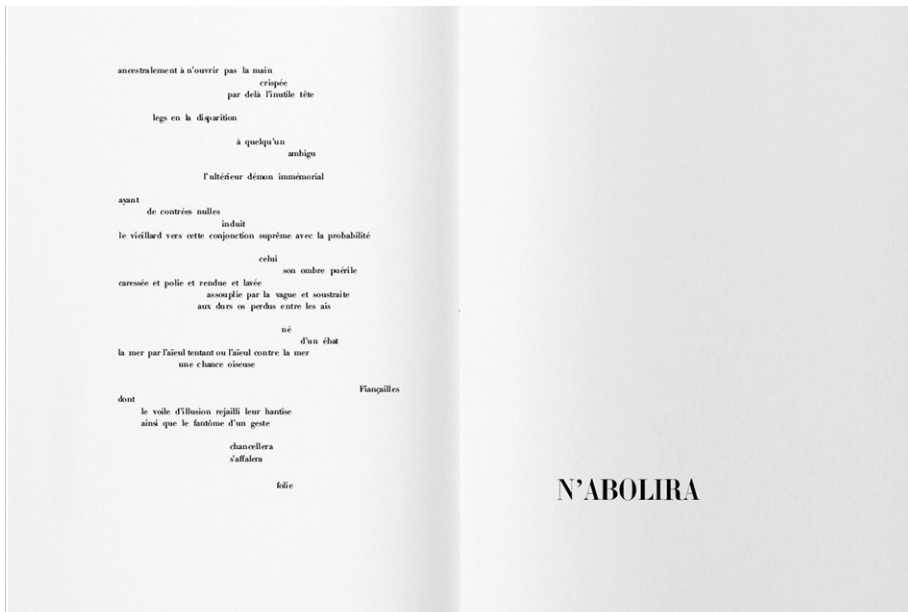 ancestralement à n'ouvrir pas la main
crispée
par delà l'inutile tête
legs en la disparition
à quelqu'un
ambigu
l'ultérieur démon immémorial
ayant
de contrées nulles
induit
le vieillard vers cette conjonction suprême avec la probabilité
celui
son ombre puérile
caressée et polie et rendue et lavée
assouplie par la vague et soustraite
aux durs os perdus entre les ais
né
d'un ébat
la mer par l'aïeul tentant ou l'aïeul contre la mer
une chance oiseuse
Fiançailles
dont
le voile d'illusion rejailli leur hantise
ainsi que le fantôme d'un geste
chancellera
s'affalera
folie
N'ABOLIRA